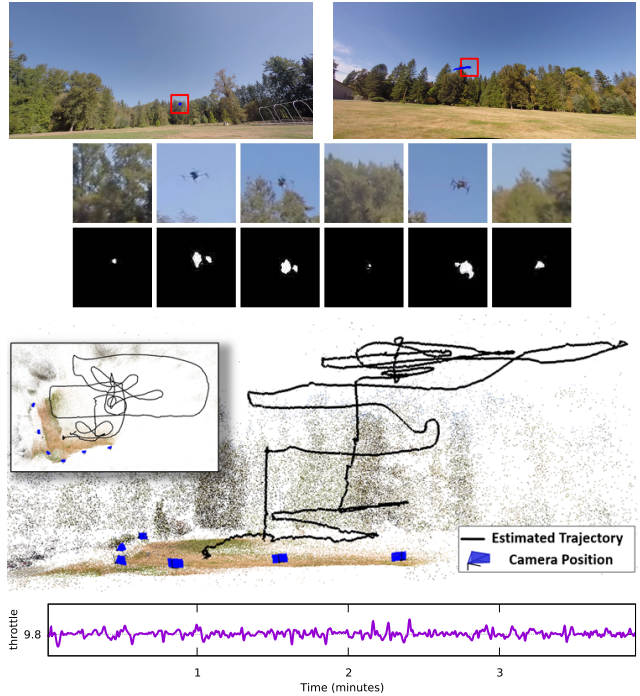 Estimated Trajectory
Camera Position
throttle
9.8
1 2 3
Time (minutes)